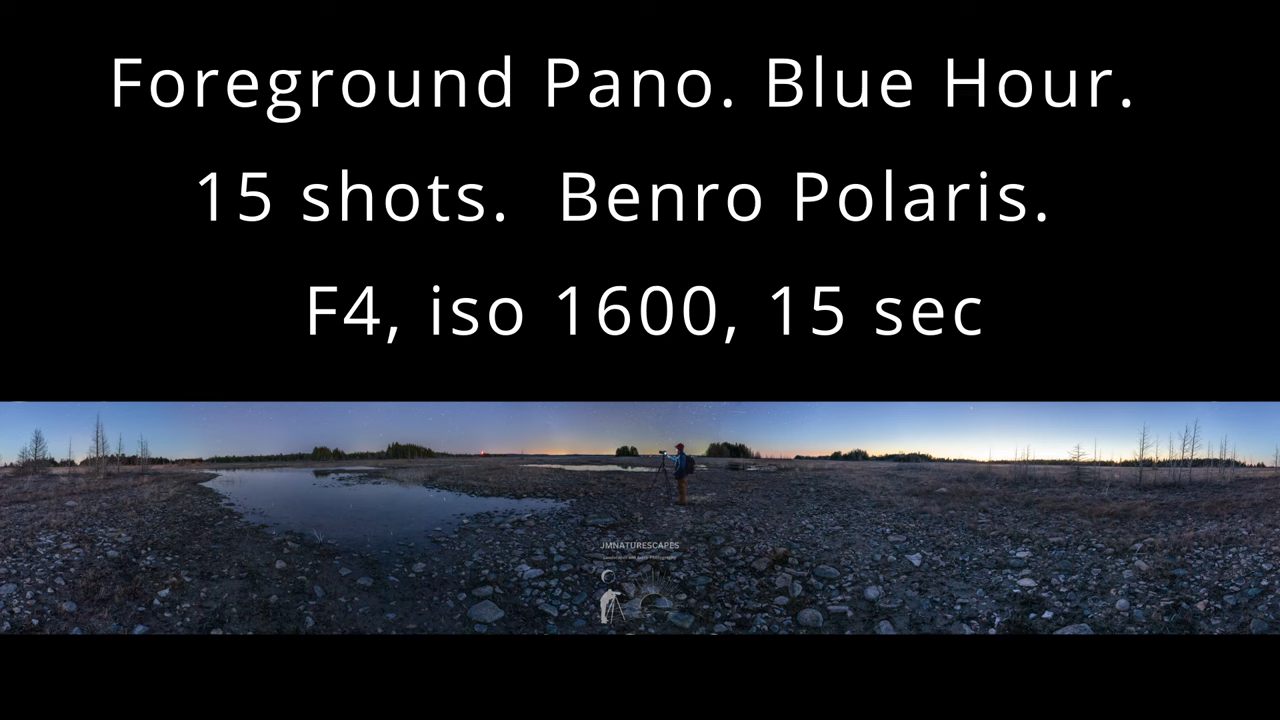 Foreground Pano. Blue Hour.
15 shots. Benro Polaris.
F4, iso 1600, 15 sec
JMNATURESCAPES